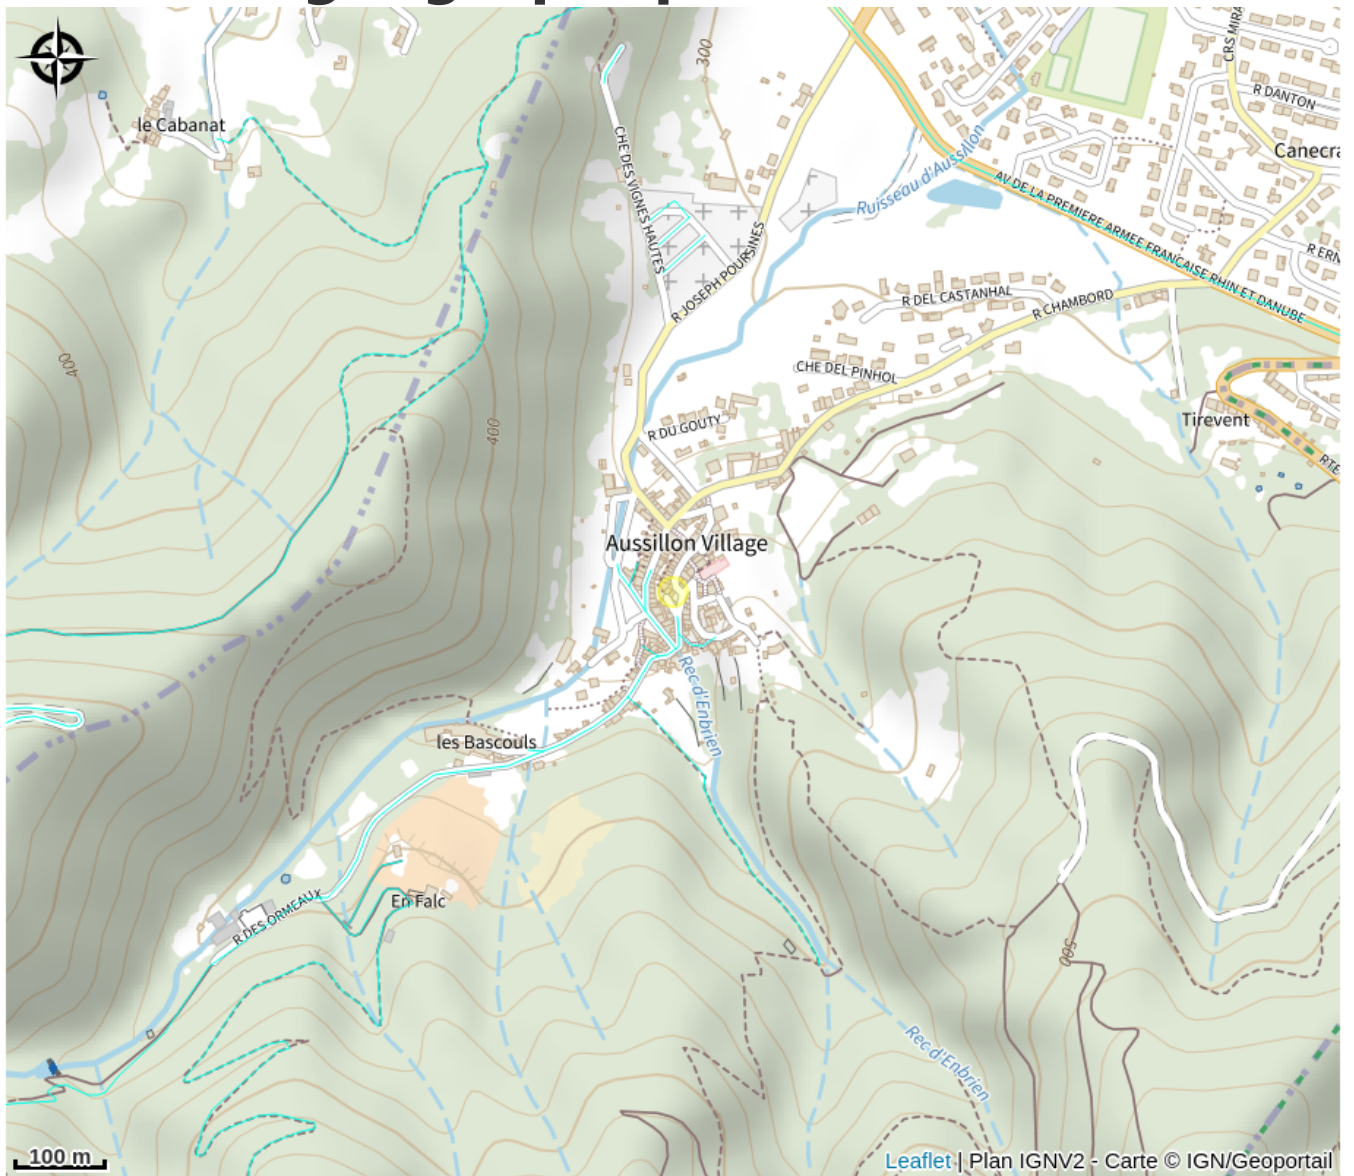 300
CRS MIRA
R DANTON
le Cabanat
Canecra
CHE DES VIGNES HAUTES
Ruisseau d'Aussillon
AV DE LA PREMIERE ARMEE FRANCAISE RHIN ET DANUBE
R JOSEPH POURSINES
R ERN
R DEL CASTANHAL
R CHAMBORD
400
CHE DEL PINHOL
400
R DU GOUTY
Tirevent
RTE
Aussillon Village
Rec d'Enbrien
les Bascouls
En Falc
R DES ORMEAUX
500
Rec d'Enbrien
100 m
Leaflet | Plan IGNV2 - Carte © IGN/Geoportail